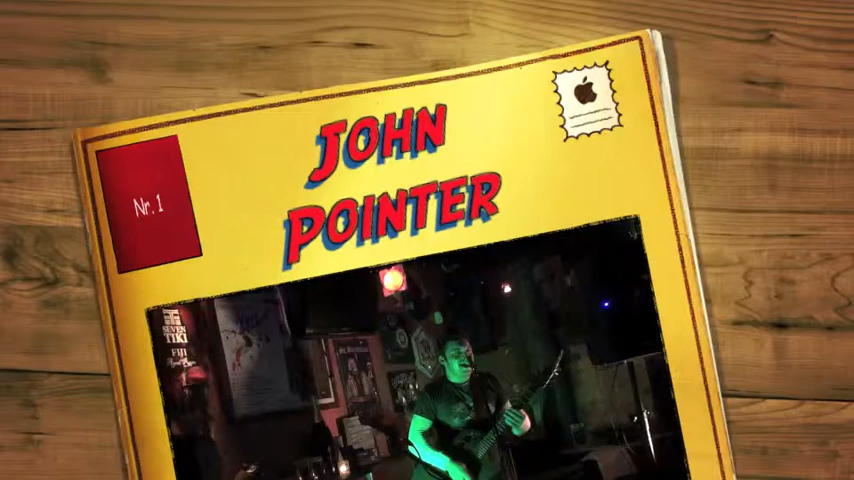 JOHN
POINTER
Nr. 1
SEVEN
TIKI
FIJI